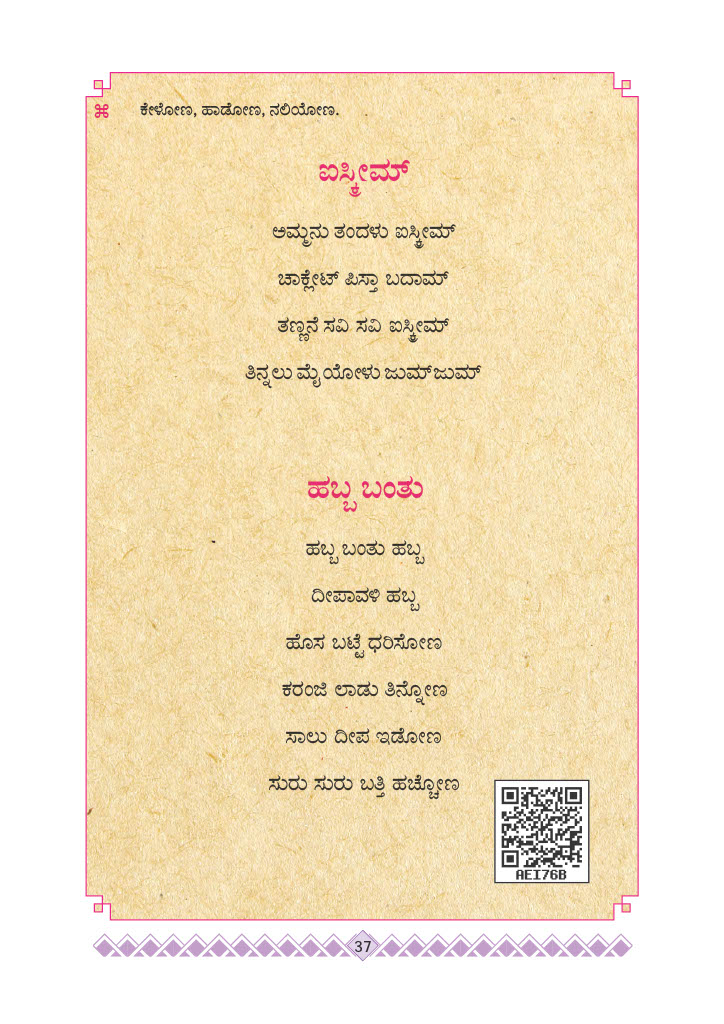 ಕೇಳೋಣ, ಹಾಡೋಣ, ನಲಿಯೋಣ.
ಐಸ್ಕ್ರೀಮ್
ಅಮ್ಮನು ತಂದಳು ಐಸ್ಕ್ರೀಮ್
ಚಾಕ್ಲೇಟ್ ಪಿಸ್ತಾ ಬದಾಮ್
ತಣ್ಣನೆ ಸವಿ ಸವಿ ಐಸ್ಕ್ರೀಮ್
ತಿನ್ನಲು ಮೈಯೋಳು ಜುಮ್‌ಜುಮ್
ಹಬ್ಬ ಬಂತು
ಹಬ್ಬ ಬಂತು ಹಬ್ಬ
ದೀಪಾವಳಿ ಹಬ್ಬ
ಹೊಸ ಬಟ್ಟೆ ಧರಿಸೋಣ
ಕರಂಜಿ ಲಾಡು ತಿನ್ನೋಣ
ಸಾಲು ದೀಪ ಇಡೋಣ
ಸುರು ಸುರು ಬತ್ತಿ ಹಚ್ಚೋಣ
AEI76B
37